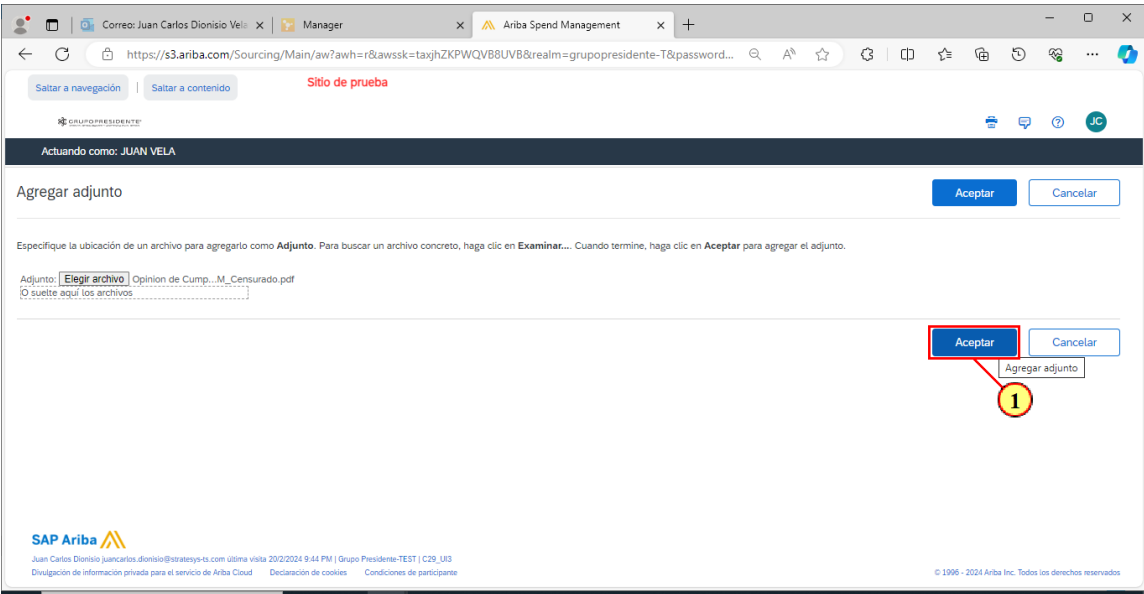 Correo: Juan Carlos Dionisio Vela
Manager
Ariba Spend Management
https://s3.ariba.com/Sourcing/Main/aw?awh=r&awssk=taxjhZKPWQVB8UVB&realm=grupopresidente-T&password...
Saltar a navegación
Saltar a contenido
Sitio de prueba
GRUPO PRESIDENTE
JC
Actuando como: JUAN VELA
Agregar adjunto
Aceptar
Cancelar
Especifique la ubicación de un archivo para agregarlo como Adjunto. Para buscar un archivo concreto, haga clic en Examinar.... Cuando termine, haga clic en Aceptar para agregar el adjunto.
Adjunto: Elegir archivo Opinion de Cump...M_Censurado.pdf
O suelte aquí los archivos
Aceptar
Cancelar
Agregar adjunto
1
SAP Ariba
Juan Carlos Dionisio juancarlos.dionisio@stratesys-ts.com última visita 20/2/2024 9:44 PM | Grupo Presidente-TEST | C29_UI3
Divulgación de información privada para el servicio de Ariba Cloud Declaración de cookies Condiciones de participante
© 1996 - 2024 Ariba Inc. Todos los derechos reservados